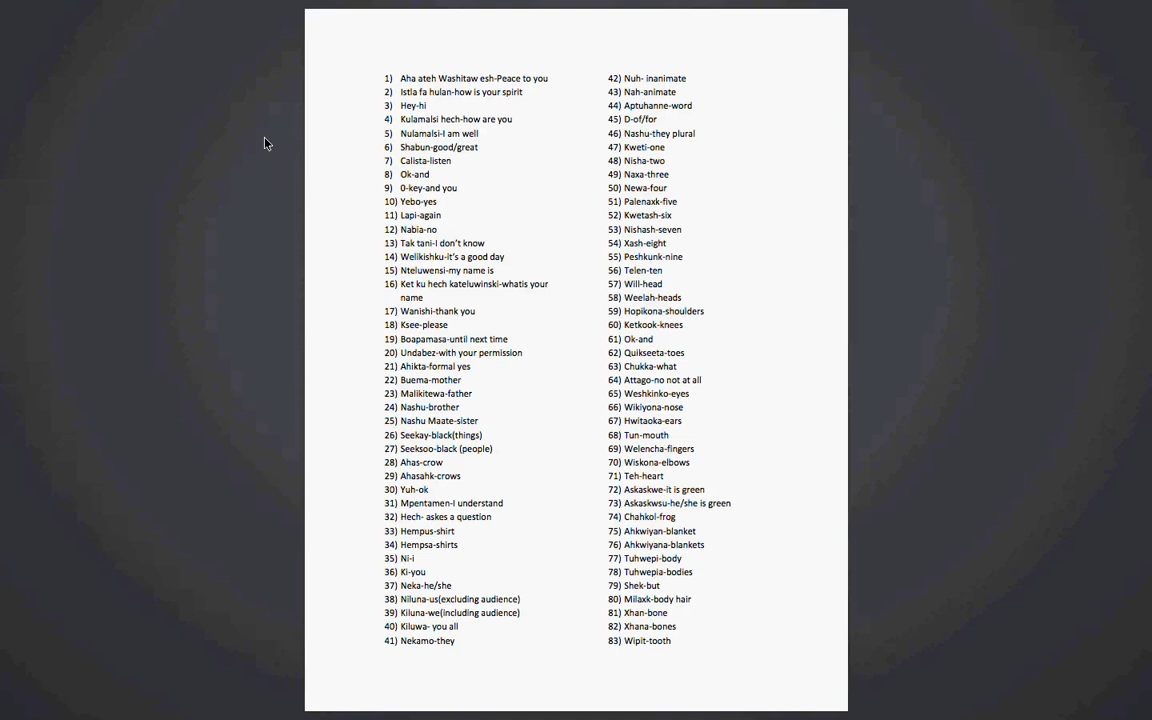 1) Aha ateh Washitaw esh-Peace to you
2) Istla fa hulan-how is your spirit
3) Hey-hi
4) Kulamalsi hech-how are you
5) Nulamalsi-I am well
6) Shabun-good/great
7) Calista-listen
8) Ok-and
9) 0-key-and you
10) Yebo-yes
11) Lapi-again
12) Nabia-no
13) Tak tani-I don't know
14) Welikishku-it's a good day
15) Nteluwensi-my name is
16) Ket ku hech kateluwinski-whatis your
name
17) Wanishi-thank you
18) Ksee-please
19) Boapamasa-until next time
20) Undabez-with your permission
21) Ahikta-formal yes
22) Buema-mother
23) Malikitewa-father
24) Nashu-brother
25) Nashu Maate-sister
26) Seekay-black(things)
27) Seeksoo-black (people)
28) Ahas-crow
29) Ahasahk-crows
30) Yuh-ok
31) Mpentamen-I understand
32) Hech- askes a question
33) Hempus-shirt
34) Hempsa-shirts
35) Ni-i
36) Ki-you
37) Neka-he/she
38) Niluna-us(excluding audience)
39) Kiluna-we(including audience)
40) Kiluwa- you all
41) Nekamo-they
42) Nuh- inanimate
43) Nah-animate
44) Aptuhanne-word
45) D-of/for
46) Nashu-they plural
47) Kweti-one
48) Nisha-two
49) Naxa-three
50) Newa-four
51) Palenaxk-five
52) Kwetash-six
53) Nishash-seven
54) Xash-eight
55) Peshkunk-nine
56) Telen-ten
57) Will-head
58) Weelah-heads
59) Hopikona-shoulders
60) Ketkook-knees
61) Ok-and
62) Quikseeta-toes
63) Chukka-what
64) Attago-no not at all
65) Weshkinko-eyes
66) Wikiyona-nose
67) Hwitaoka-ears
68) Tun-mouth
69) Welencha-fingers
70) Wiskona-elbows
71) Teh-heart
72) Askaskwe-it is green
73) Askaskwsu-he/she is green
74) Chahkol-frog
75) Ahkwiyan-blanket
76) Ahkwiyana-blankets
77) Tuhwepi-body
78) Tuhwepia-bodies
79) Shek-but
80) Milaxk-body hair
81) Xhan-bone
82) Xhana-bones
83) Wipit-tooth